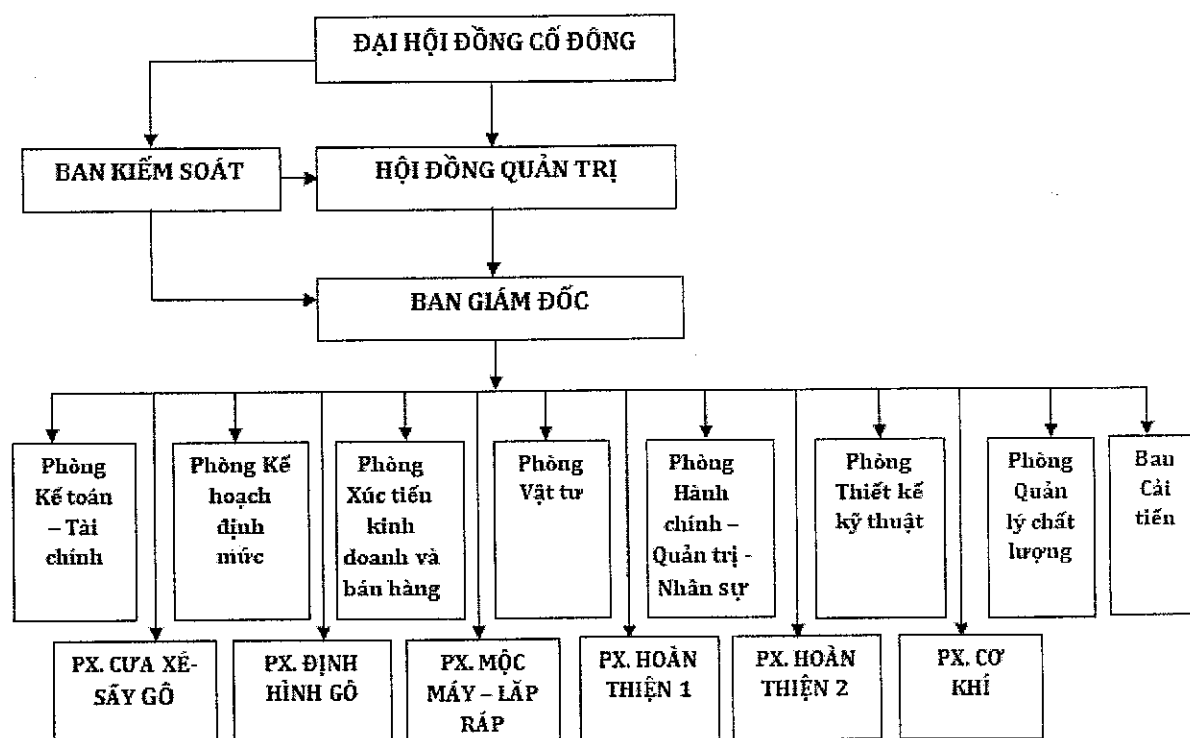 ĐẠI HỘI ĐỒNG CỔ ĐÔNG
BAN KIỂM SOÁT
HỘI ĐỒNG QUẢN TRỊ
BAN GIÁM ĐỐC
Phòng
Kế toán
– Tài
chính
Phòng Kế
hoạch
định
mức
Phòng
Xúc tiến
kinh
doanh và
bán hàng
Phòng
Vật tư
Phòng
Hành
chính –
Quản trị -
Nhân sự
Phòng
Thiết kế
kỹ thuật
Phòng
Quản
lý chất
lượng
Bau
Cải
tiến
PX. CƯA XẺ-
SẤY GỖ
PX. ĐỊNH
HÌNH GỖ
PX. MỘC
MÁY – LẮP
RÁP
PX. HOÀN
THIỆN 1
PX. HOÀN
THIỆN 2
PX. CƠ
KHÍ